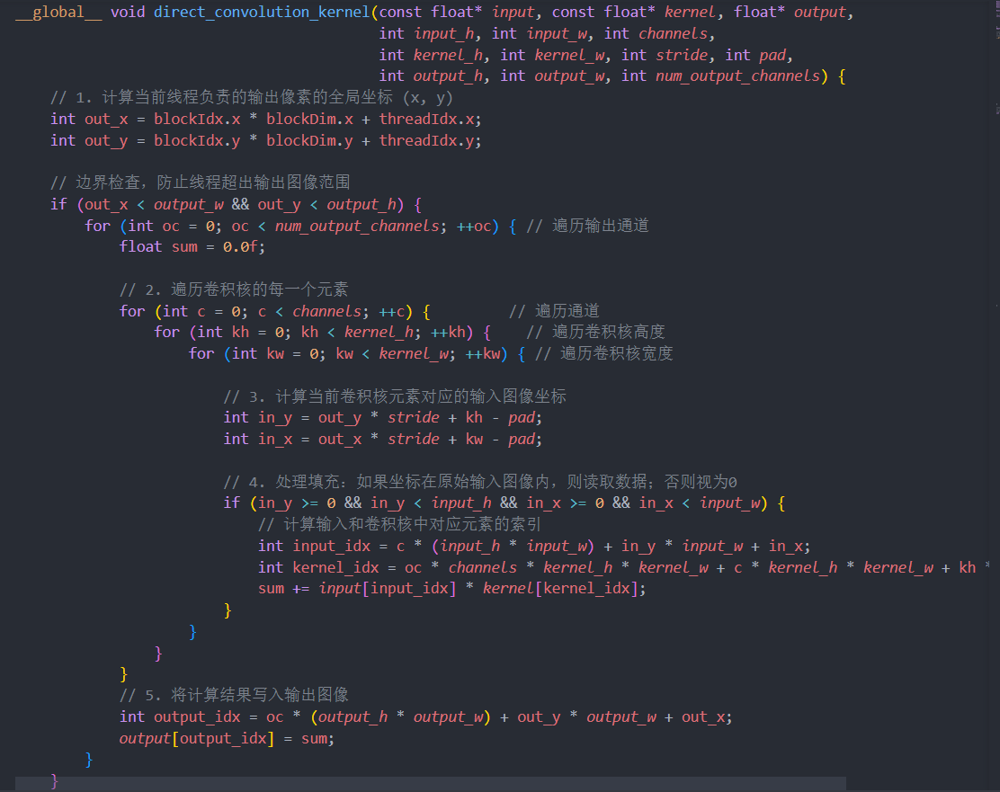 __global__ void direct_convolution_kernel(const float* input, const float* kernel, float* output,
                                          int input_h, int input_w, int channels,
                                          int kernel_h, int kernel_w, int stride, int pad,
                                          int output_h, int output_w, int num_output_channels) {
    // 1. 计算当前线程负责的输出像素的全局坐标 (x, y)
    int out_x = blockIdx.x * blockDim.x + threadIdx.x;
    int out_y = blockIdx.y * blockDim.y + threadIdx.y;

    // 边界检查，防止线程超出输出图像范围
    if (out_x < output_w && out_y < output_h) {
        for (int oc = 0; oc < num_output_channels; ++oc) { // 遍历输出通道
            float sum = 0.0f;

            // 2. 遍历卷积核的每一个元素
            for (int c = 0; c < channels; ++c) {         // 遍历通道
                for (int kh = 0; kh < kernel_h; ++kh) {    // 遍历卷积核高度
                    for (int kw = 0; kw < kernel_w; ++kw) { // 遍历卷积核宽度

                        // 3. 计算当前卷积核元素对应的输入图像坐标
                        int in_y = out_y * stride + kh - pad;
                        int in_x = out_x * stride + kw - pad;

                        // 4. 处理填充：如果坐标在原始输入图像内，则读取数据；否则视为0
                        if (in_y >= 0 && in_y < input_h && in_x >= 0 && in_x < input_w) {
                            // 计算输入和卷积核中对应元素的索引
                            int input_idx = c * (input_h * input_w) + in_y * input_w + in_x;
                            int kernel_idx = oc * channels * kernel_h * kernel_w + c * kernel_h * kernel_w + kh *
                            sum += input[input_idx] * kernel[kernel_idx];
                        }
                    }
                }
            }
            // 5. 将计算结果写入输出图像
            int output_idx = oc * (output_h * output_w) + out_y * output_w + out_x;
            output[output_idx] = sum;
        }
    }